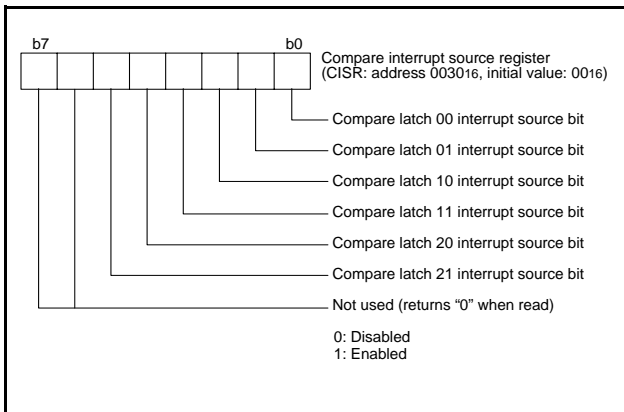 b7 b0
Compare interrupt source register
(CISR: address 003016, initial value: 0016)
Compare latch 00 interrupt source bit
Compare latch 01 interrupt source bit
Compare latch 10 interrupt source bit
Compare latch 11 interrupt source bit
Compare latch 20 interrupt source bit
Compare latch 21 interrupt source bit
Not used (returns “0” when read)
0: Disabled
1: Enabled